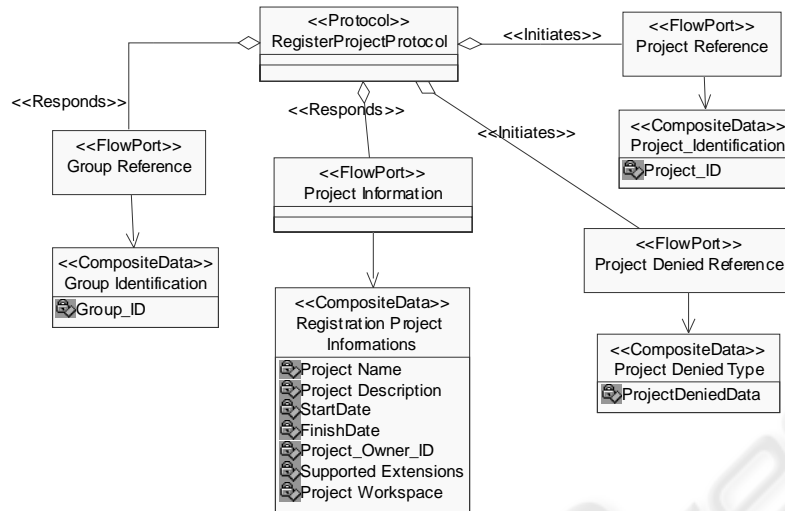 <<Protocol>>
RegisterProjectProtocol
<<Initiates>>
<<FlowPort>>
Project Reference
<<Responds>>
<<Responds>>
<<Initiates>>
<<FlowPort>>
Group Reference
<<FlowPort>>
Project Information
<<CompositeData>>
Project_Identification
Project_ID
<<FlowPort>>
Project Denied Reference
<<CompositeData>>
Group Identification
Group_ID
<<CompositeData>>
Registration Project
Informations
Project Name
Project Description
StartDate
FinishDate
Project_Owner_ID
Supported Extensions
Project Workspace
<<CompositeData>>
Project Denied Type
ProjectDeniedData